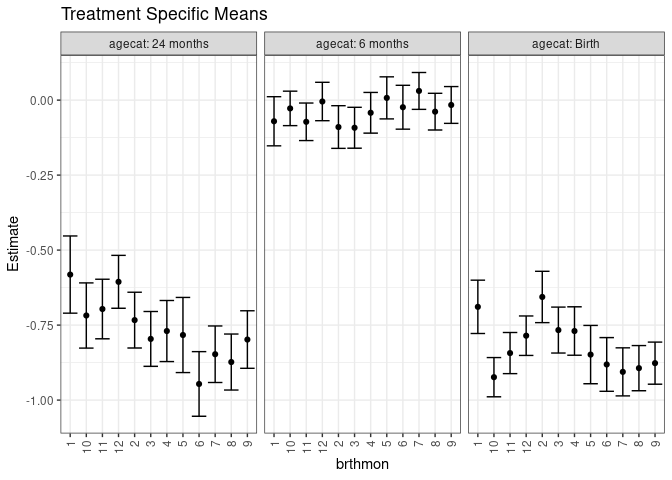 Treatment Specific Means
agecat: 24 months
agecat: 6 months
agecat: Birth
Estimate
0.00
-0.25
-0.50
-0.75
-1.00
1 10 11 12 2 3 4 5 6 7 8 9
1 10 11 12 2 3 4 5 6 7 8 9
1 10 11 12 2 3 4 5 6 7 8 9
brthmon